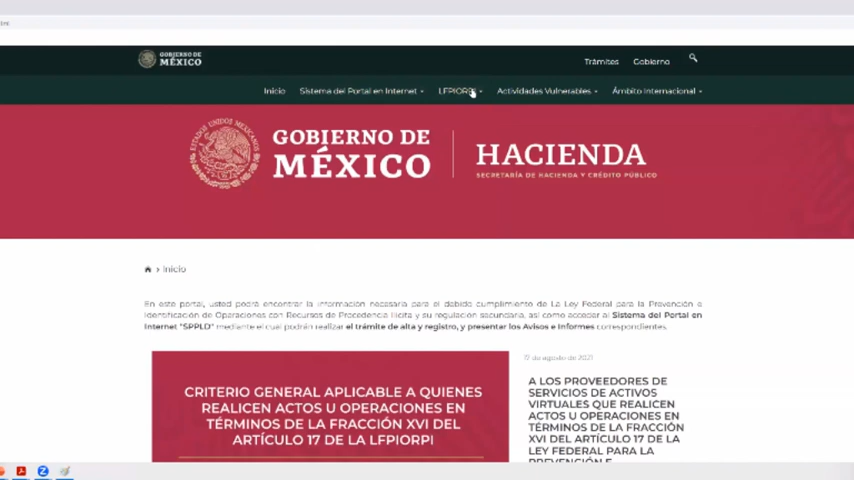 GOBIERNO DE
MÉXICO
Trámites Gobierno
Inicio Sistema del Portal en Internet LFPIORPI Actividades Vulnerables Ámbito Internacional
GOBIERNO DE
MÉXICO
ESTADOS UNIDOS MEXICANOS
HACIENDA
SECRETARÍA DE HACIENDA Y CRÉDITO PÚBLICO
> Inicio
En este portal, usted podrá encontrar la información necesaria para el debido cumplimiento de La Ley Federal para la Prevención e
Identificación de Operaciones con Recursos de Procedencia Ilícita y su regulación secundaria, así como acceder al Sistema del Portal en
Internet "SPPLD" mediante el cual podrán realizar el trámite de alta y registro, y presentar los Avisos e Informes correspondientes.
CRITERIO GENERAL APLICABLE A QUIENES
REALICEN ACTOS U OPERACIONES EN
TÉRMINOS DE LA FRACCIÓN XVI DEL
ARTÍCULO 17 DE LA LFPIORPI
17 de agosto de 2021
A LOS PROVEEDORES DE
SERVICIOS DE ACTIVOS
VIRTUALES QUE REALICEN
ACTOS U OPERACIONES EN
TÉRMINOS DE LA FRACCIÓN
XVI DEL ARTÍCULO 17 DE LA
LEY FEDERAL PARA LA
PREVENCIÓN E